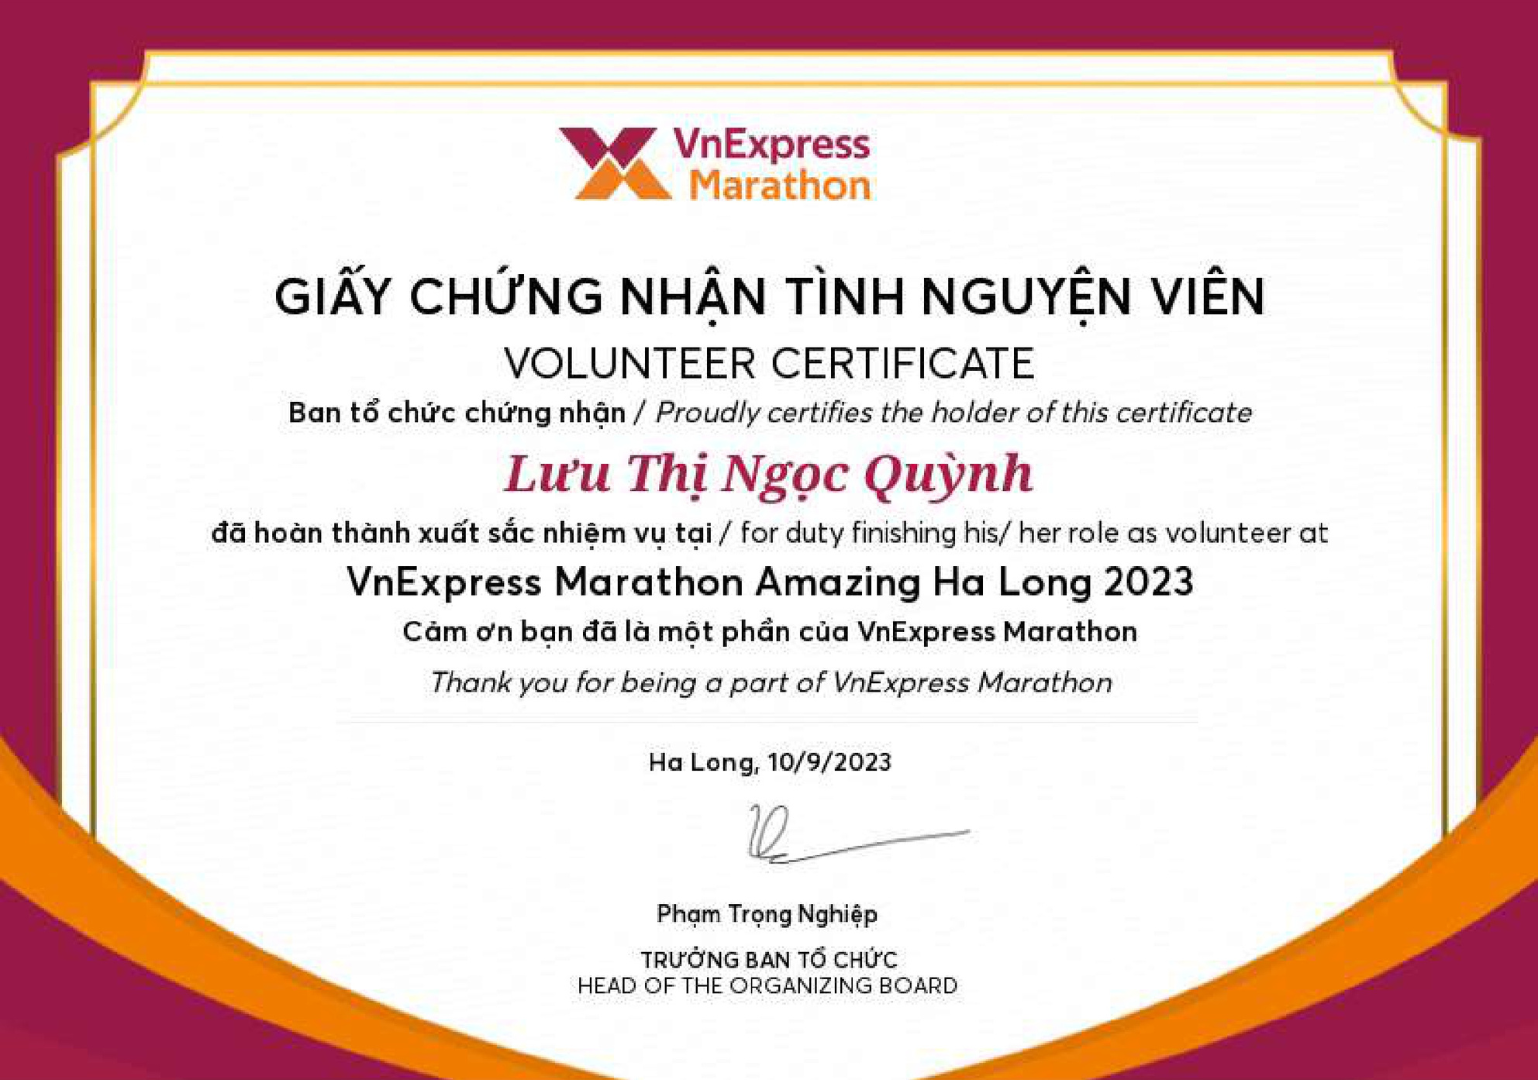 VnExpress
Marathon
GIẤY CHỨNG NHẬN TÌNH NGUYỆN VIÊN
VOLUNTEER CERTIFICATE
Ban tổ chức chứng nhận / Proudly certifies the holder of this certificate
Lưu Thị Ngọc Quỳnh
đã hoàn thành xuất sắc nhiệm vụ tại / for duty finishing his/ her role as volunteer at
VnExpress Marathon Amazing Ha Long 2023
Cảm ơn bạn đã là một phần của VnExpress Marathon
Thank you for being a part of VnExpress Marathon
Ha Long, 10/9/2023
Phạm Trọng Nghiệp
TRƯỞNG BAN TỔ CHỨC
HEAD OF THE ORGANIZING BOARD